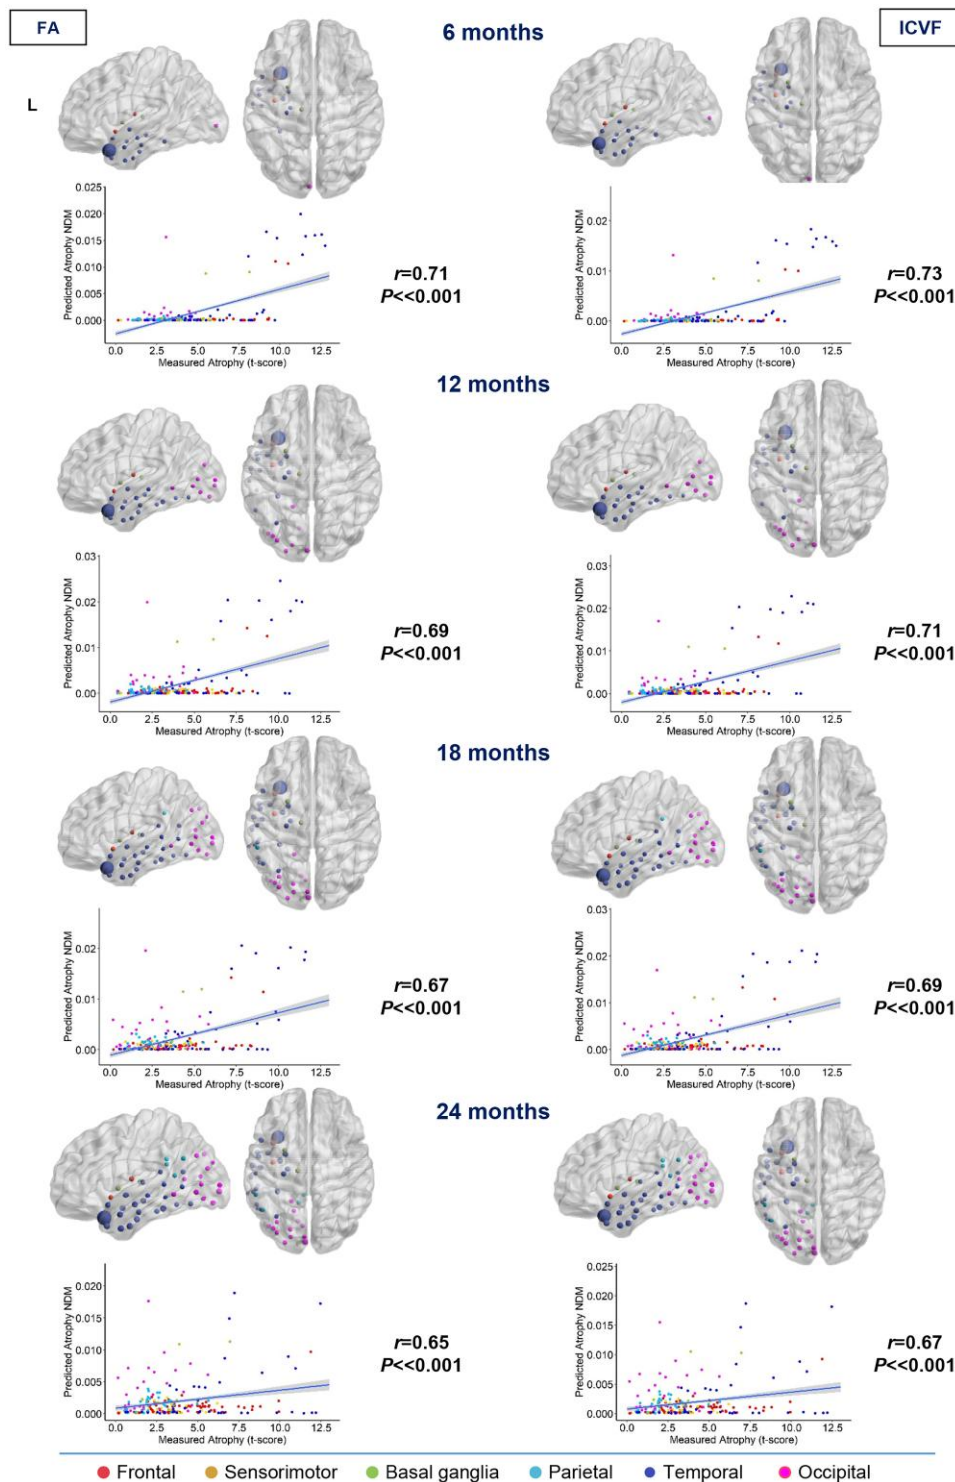 FA
6 months
ICVF
L
Predicted Atrophy NDM
0.025
0.020
0.015
0.010
0.005
0.000
0.0 2.5 5.0 7.5 10.0 12.5
Measured Atrophy (t-score)
r=0.71
P<<0.001
Predicted Atrophy NDM
0.02
0.01
0.00
0.0 2.5 5.0 7.5 10.0 12.5
Measured Atrophy (t-score)
r=0.73
P<<0.001
12 months
Predicted Atrophy NDM
0.03
0.02
0.01
0.00
0.0 2.5 5.0 7.5 10.0 12.5
Measured Atrophy (t-score)
r=0.69
P<<0.001
Predicted Atrophy NDM
0.03
0.02
0.01
0.00
0.0 2.5 5.0 7.5 10.0 12.5
Measured Atrophy (t-score)
r=0.71
P<<0.001
18 months
Predicted Atrophy NDM
0.02
0.01
0.00
0.0 2.5 5.0 7.5 10.0 12.5
Measured Atrophy (t-score)
r=0.67
P<<0.001
Predicted Atrophy NDM
0.03
0.02
0.01
0.00
0.0 2.5 5.0 7.5 10.0 12.5
Measured Atrophy (t-score)
r=0.69
P<<0.001
24 months
Predicted Atrophy NDM
0.020
0.015
0.010
0.005
0.000
0.0 2.5 5.0 7.5 10.0 12.5
Measured Atrophy (t-score)
r=0.65
P<<0.001
Predicted Atrophy NDM
0.025
0.020
0.015
0.010
0.005
0.000
0.0 2.5 5.0 7.5 10.0 12.5
Measured Atrophy (t-score)
r=0.67
P<<0.001
Frontal Sensorimotor Basal ganglia Parietal Temporal Occipital